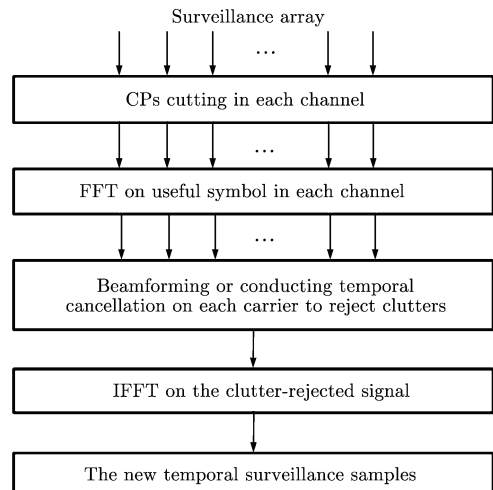 Surveillance array
...
CPs cutting in each channel
...
FFT on useful symbol in each channel
...
Beamforming or conducting temporal
cancellation on each carrier to reject clutters
IFFT on the clutter-rejected signal
The new temporal surveillance samples